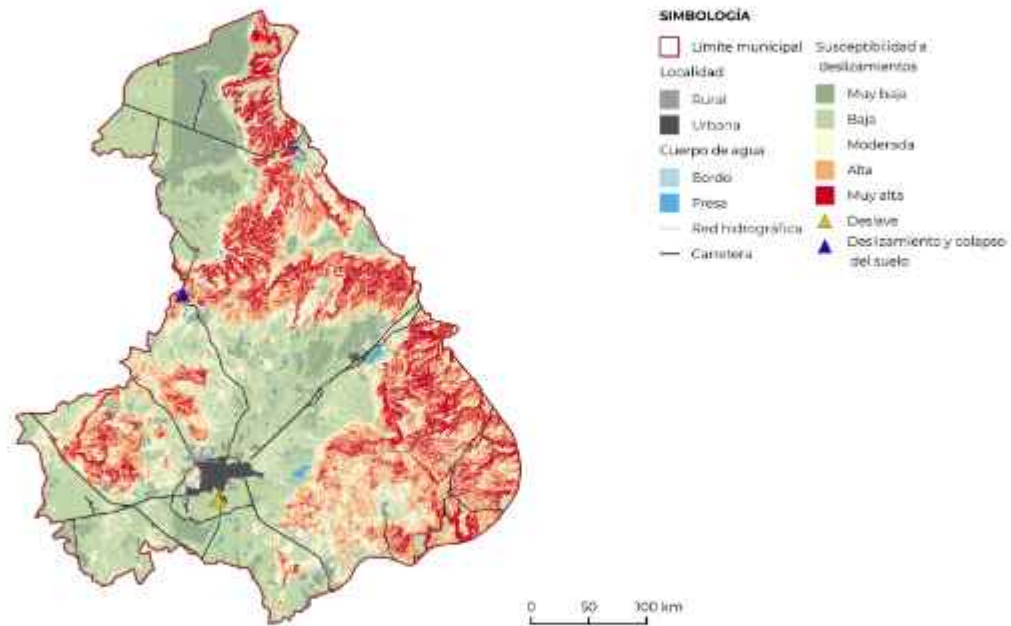 SIMBOLOGÍA
Límite municipal
Localidad
Rural
Urbana
Cuerpo de agua
Bordo
Presa
Red hidrográfica
Carretera
Susceptibilidad a
deslizamientos
Muy baja
Baja
Moderada
Alta
Muy alta
Deslave
Deslizamiento y colapso
del suelo
0 50 100 km